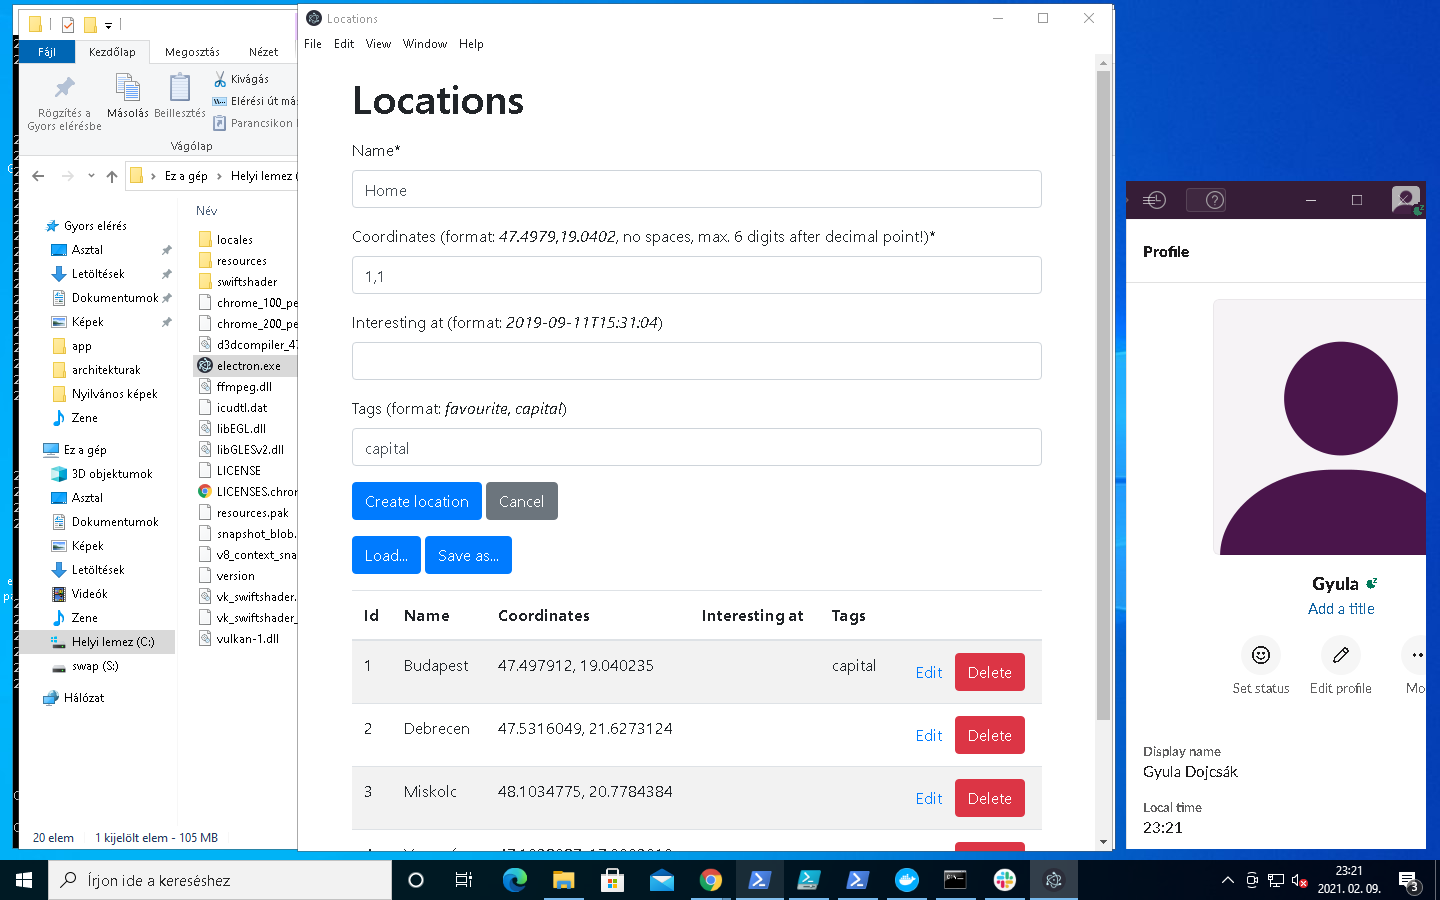 Fájl
Kezdőlap
Megosztás
Nézet
Rögzítés a
Gyors elérésbe
Másolás
Beillesztés
Kivágás
Elérési út má
Parancsikon
Vágólap
Ez a gép
Helyi lemez (
Név
Gyors elérés
Asztal
Letöltések
Dokumentumok
Képek
app
architekturak
Nyilvános képek
Zene
Ez a gép
3D objektumok
Asztal
Dokumentumok
Képek
Letöltések
Videók
Zene
Helyi lemez (C:)
swap (S:)
Hálózat
locales
resources
swiftshader
chrome_100_pe
chrome_200_pe
d3dcompiler_47
electron.exe
ffmpeg.dll
icudtl.dat
libEGL.dll
libGLESv2.dll
LICENSE
LICENSES.chror
resources.pak
snapshot_blob.
v8_context_sna
version
vk_swiftshader.
vk_swiftshader_
vulkan-1.dll
20 elem
1 kijelölt elem - 105 MB
Locations
File Edit View Window Help
Locations
Name*
Home
Coordinates (format: 47.4979,19.0402, no spaces, max. 6 digits after decimal point!)*
1,1
Interesting at (format: 2019-09-11T15:31:04)
Tags (format: favourite, capital)
capital
Create location Cancel
Load... Save as...
Id Name Coordinates Interesting at Tags
1 Budapest 47.497912, 19.040235 capital Edit Delete
2 Debrecen 47.5316049, 21.6273124 Edit Delete
3 Miskolc 48.1034775, 20.7784384 Edit Delete
Profile
Gyula
Add a title
Set status
Edit profile
Mo
Display name
Gyula Dojcsák
Local time
23:21
Írjon ide a kereséshez
23:21
2021. 02. 09.
3